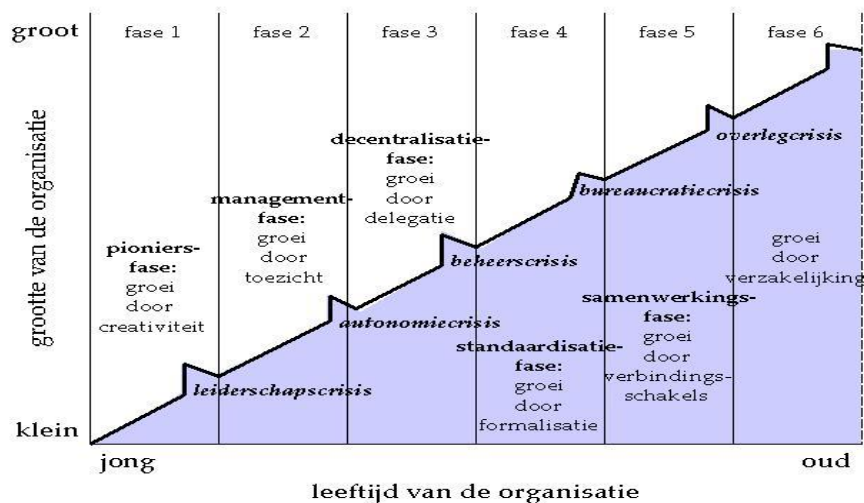 groot
fase 1
fase 2
fase 3
fase 4
fase 5
fase 6
grootte van de organisatie
pioniers-
fase:
groei
door
creativiteit
leiderschapscrisis
management-
fase:
groei
door
toezicht
autonomiecrisis
decentralisatie-
fase:
groei
door
delegatie
beheerscrisis
standaardisatie-
fase:
groei
door
formalisatie
bureaucratiecrisis
samenwerkings-
fase:
groei
door
verbindings-
schakels
overlegcrisis
groei
door
verzakelijking
klein
jong
oud
leeftijd van de organisatie